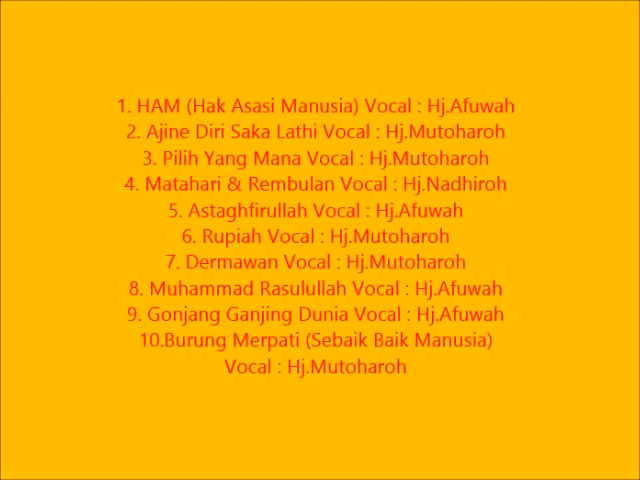 1. HAM (Hak Asasi Manusia) Vocal : Hj.Afuwah
2. Ajine Diri Saka Lathi Vocal : Hj.Mutoharoh
3. Pilih Yang Mana Vocal : Hj.Mutoharoh
4. Matahari & Rembulan Vocal : Hj.Nadhiroh
5. Astaghfirullah Vocal : Hj.Afuwah
6. Rupiah Vocal : Hj.Mutoharoh
7. Dermawan Vocal : Hj.Mutoharoh
8. Muhammad Rasulullah Vocal : Hj.Afuwah
9. Gonjang Ganjing Dunia Vocal : Hj.Afuwah
10.Burung Merpati (Sebaik Baik Manusia)
Vocal : Hj.Mutoharoh